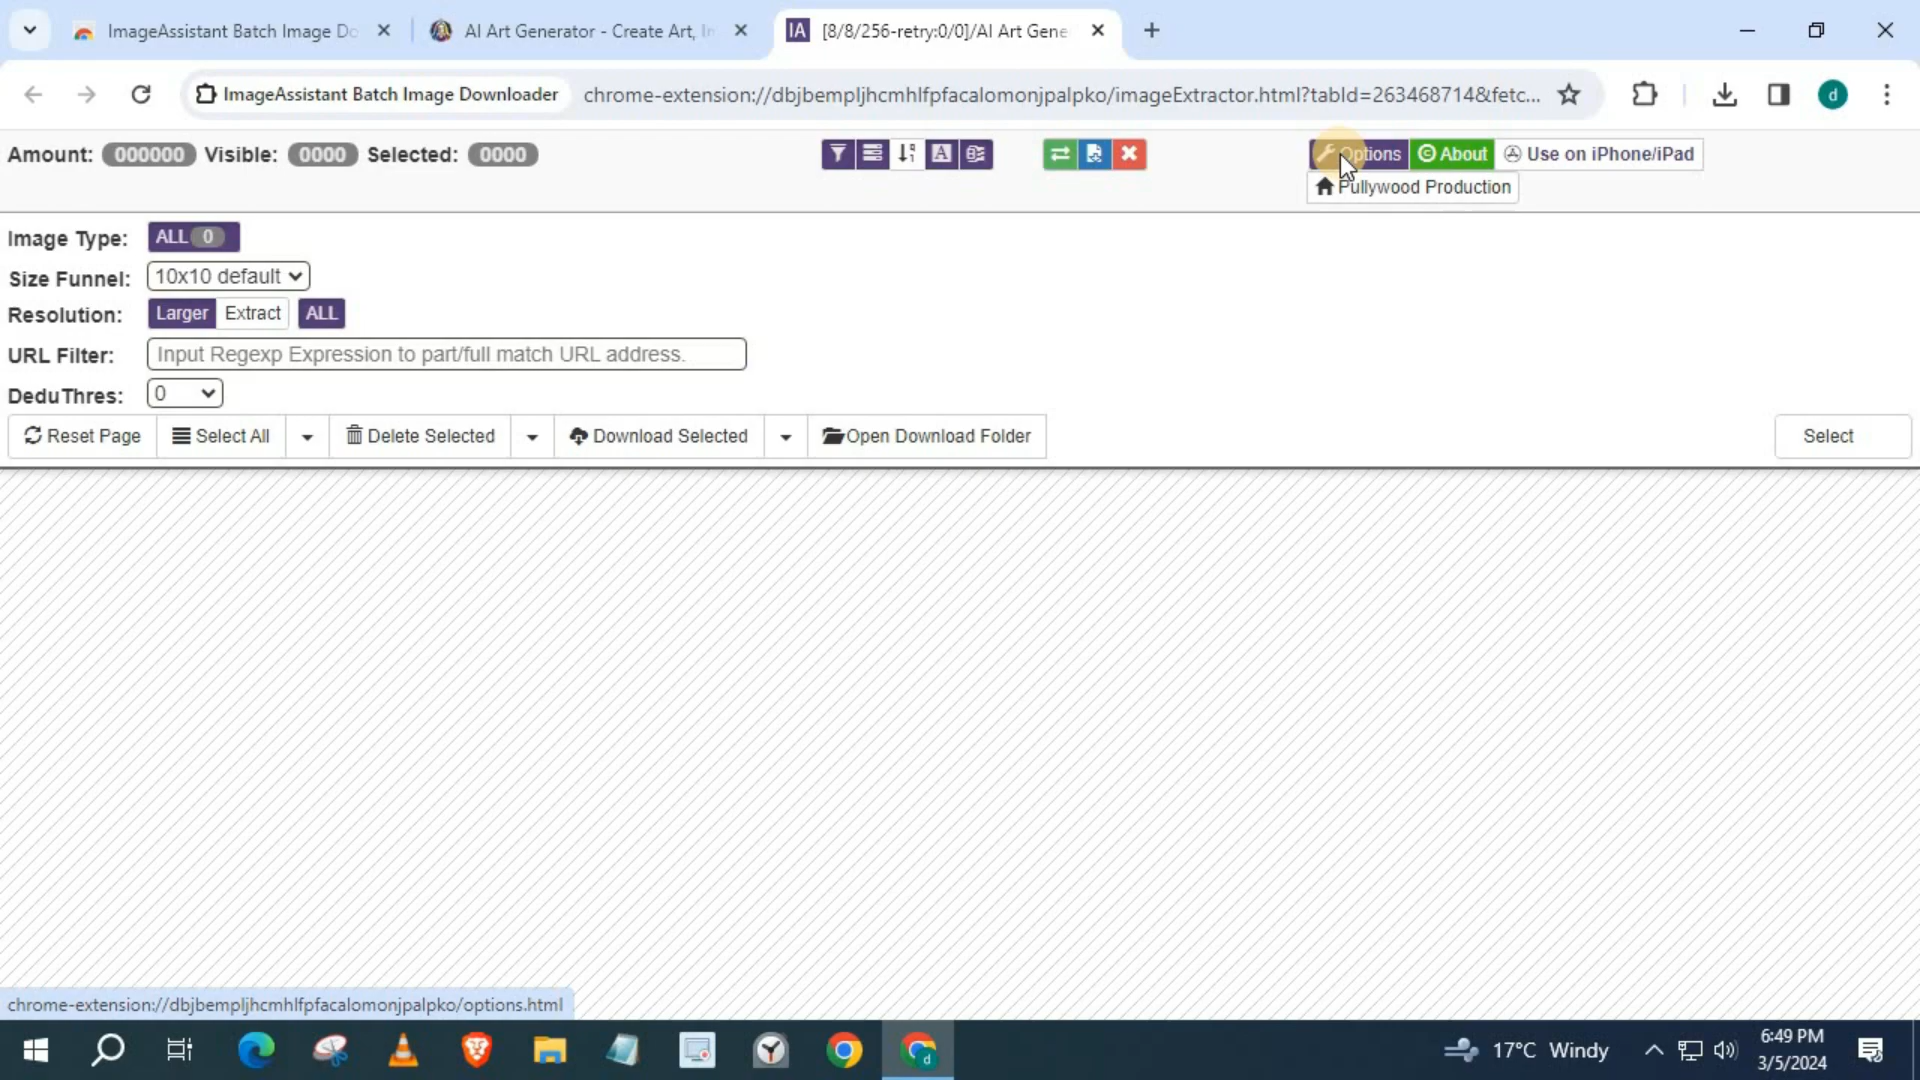 ImageAssistant Batch Image Do
AI Art Generator - Create Art, I
IA [8/8/256-retry:0/0]/AI Art Gene
ImageAssistant Batch Image Downloader
chrome-extension://dbjbempljhcmhlfpfacalomonjpalpko/imageExtractor.html?tabId=263468714&fetc...
d
Amount: 000000 Visible: 0000 Selected: 0000
Options About Use on iPhone/iPad
Pullywood Production
Image Type: ALL 0
Size Funnel: 10x10 default
Resolution: Larger Extract ALL
URL Filter: Input Regexp Expression to part/full match URL address.
DeduThres: 0
Reset Page Select All Delete Selected Download Selected Open Download Folder Select
chrome-extension://dbjbempljhcmhlfpfacalomonjpalpko/options.html
17°C Windy
6:49 PM
3/5/2024